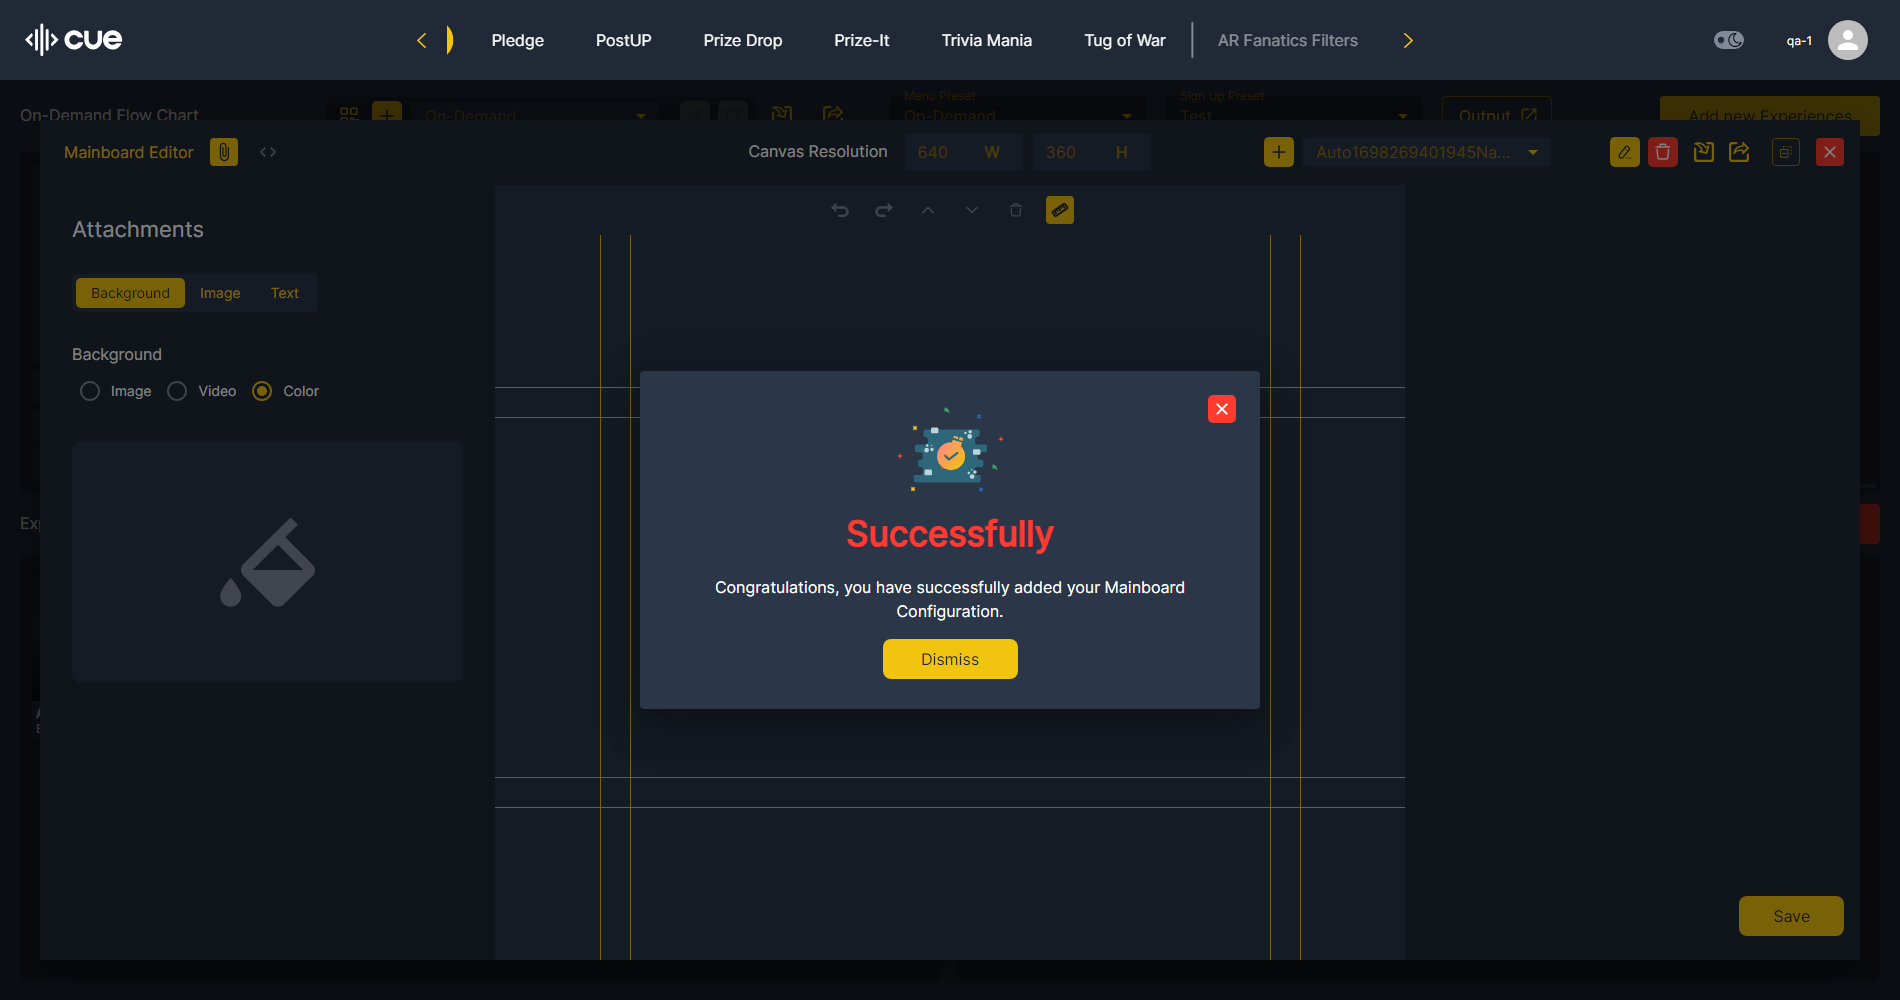 cue
Pledge
PostUP
Prize Drop
Prize-It
Trivia Mania
Tug of War
AR Fanatics Filters
qa-1
On-Demand Flow Chart
On-Demand
Menu Preset
On-Demand
Sign Up Preset
Test
Output
Add new Experiences
Mainboard Editor
Canvas Resolution
640 W
360 H
Auto1698269401945Na...
Attachments
Background Image Text
Background
Image Video Color
Successfully
Congratulations, you have successfully added your Mainboard
Configuration.
Dismiss
Save